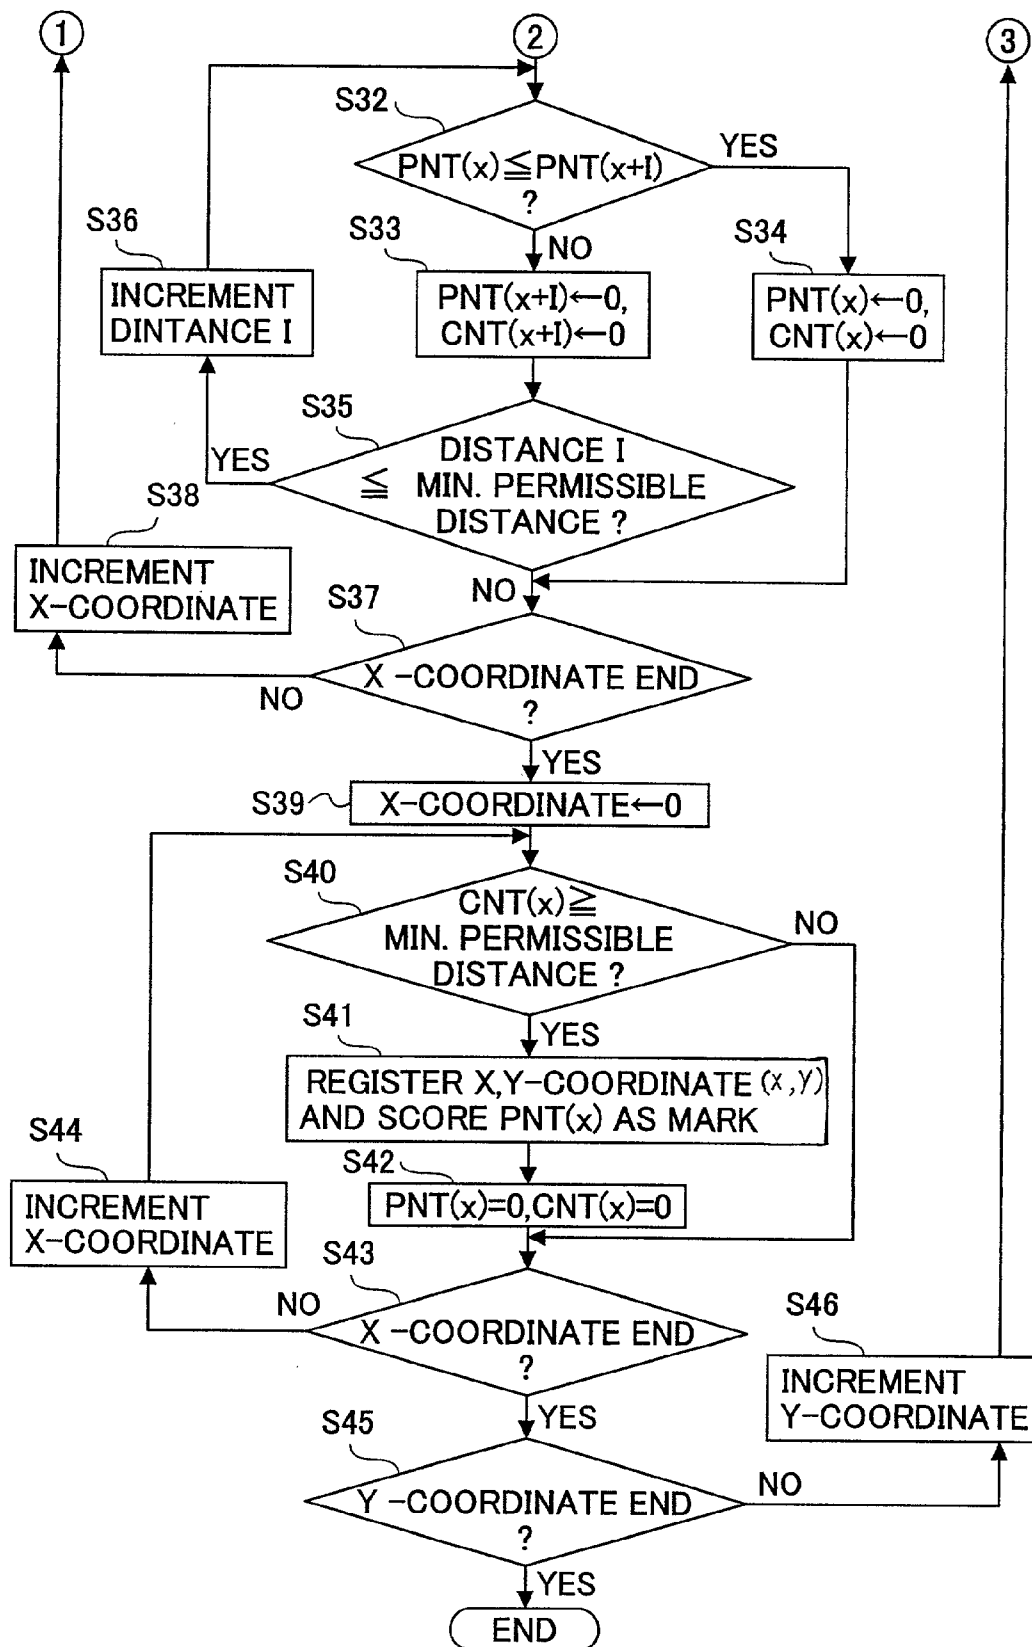 1
2
3
S32
PNT(x)≦PNT(x+I)
?
YES
NO
S36
INCREMENT
DINTANCE I
S33
PNT(x+I)←0,
CNT(x+I)←0
S34
PNT(x)←0,
CNT(x)←0
S35
DISTANCE I
≦ MIN. PERMISSIBLE
DISTANCE ?
YES
NO
S38
INCREMENT
X-COORDINATE
S37
X-COORDINATE END
?
NO
YES
S39
X-COORDINATE←0
S40
CNT(x)≧
MIN. PERMISSIBLE
DISTANCE ?
NO
YES
S41
REGISTER X,Y-COORDINATE (x,y)
AND SCORE PNT(x) AS MARK
S42
PNT(x)=0,CNT(x)=0
S44
INCREMENT
X-COORDINATE
S43
X-COORDINATE END
?
NO
YES
S46
INCREMENT
Y-COORDINATE
S45
Y-COORDINATE END
?
NO
YES
END